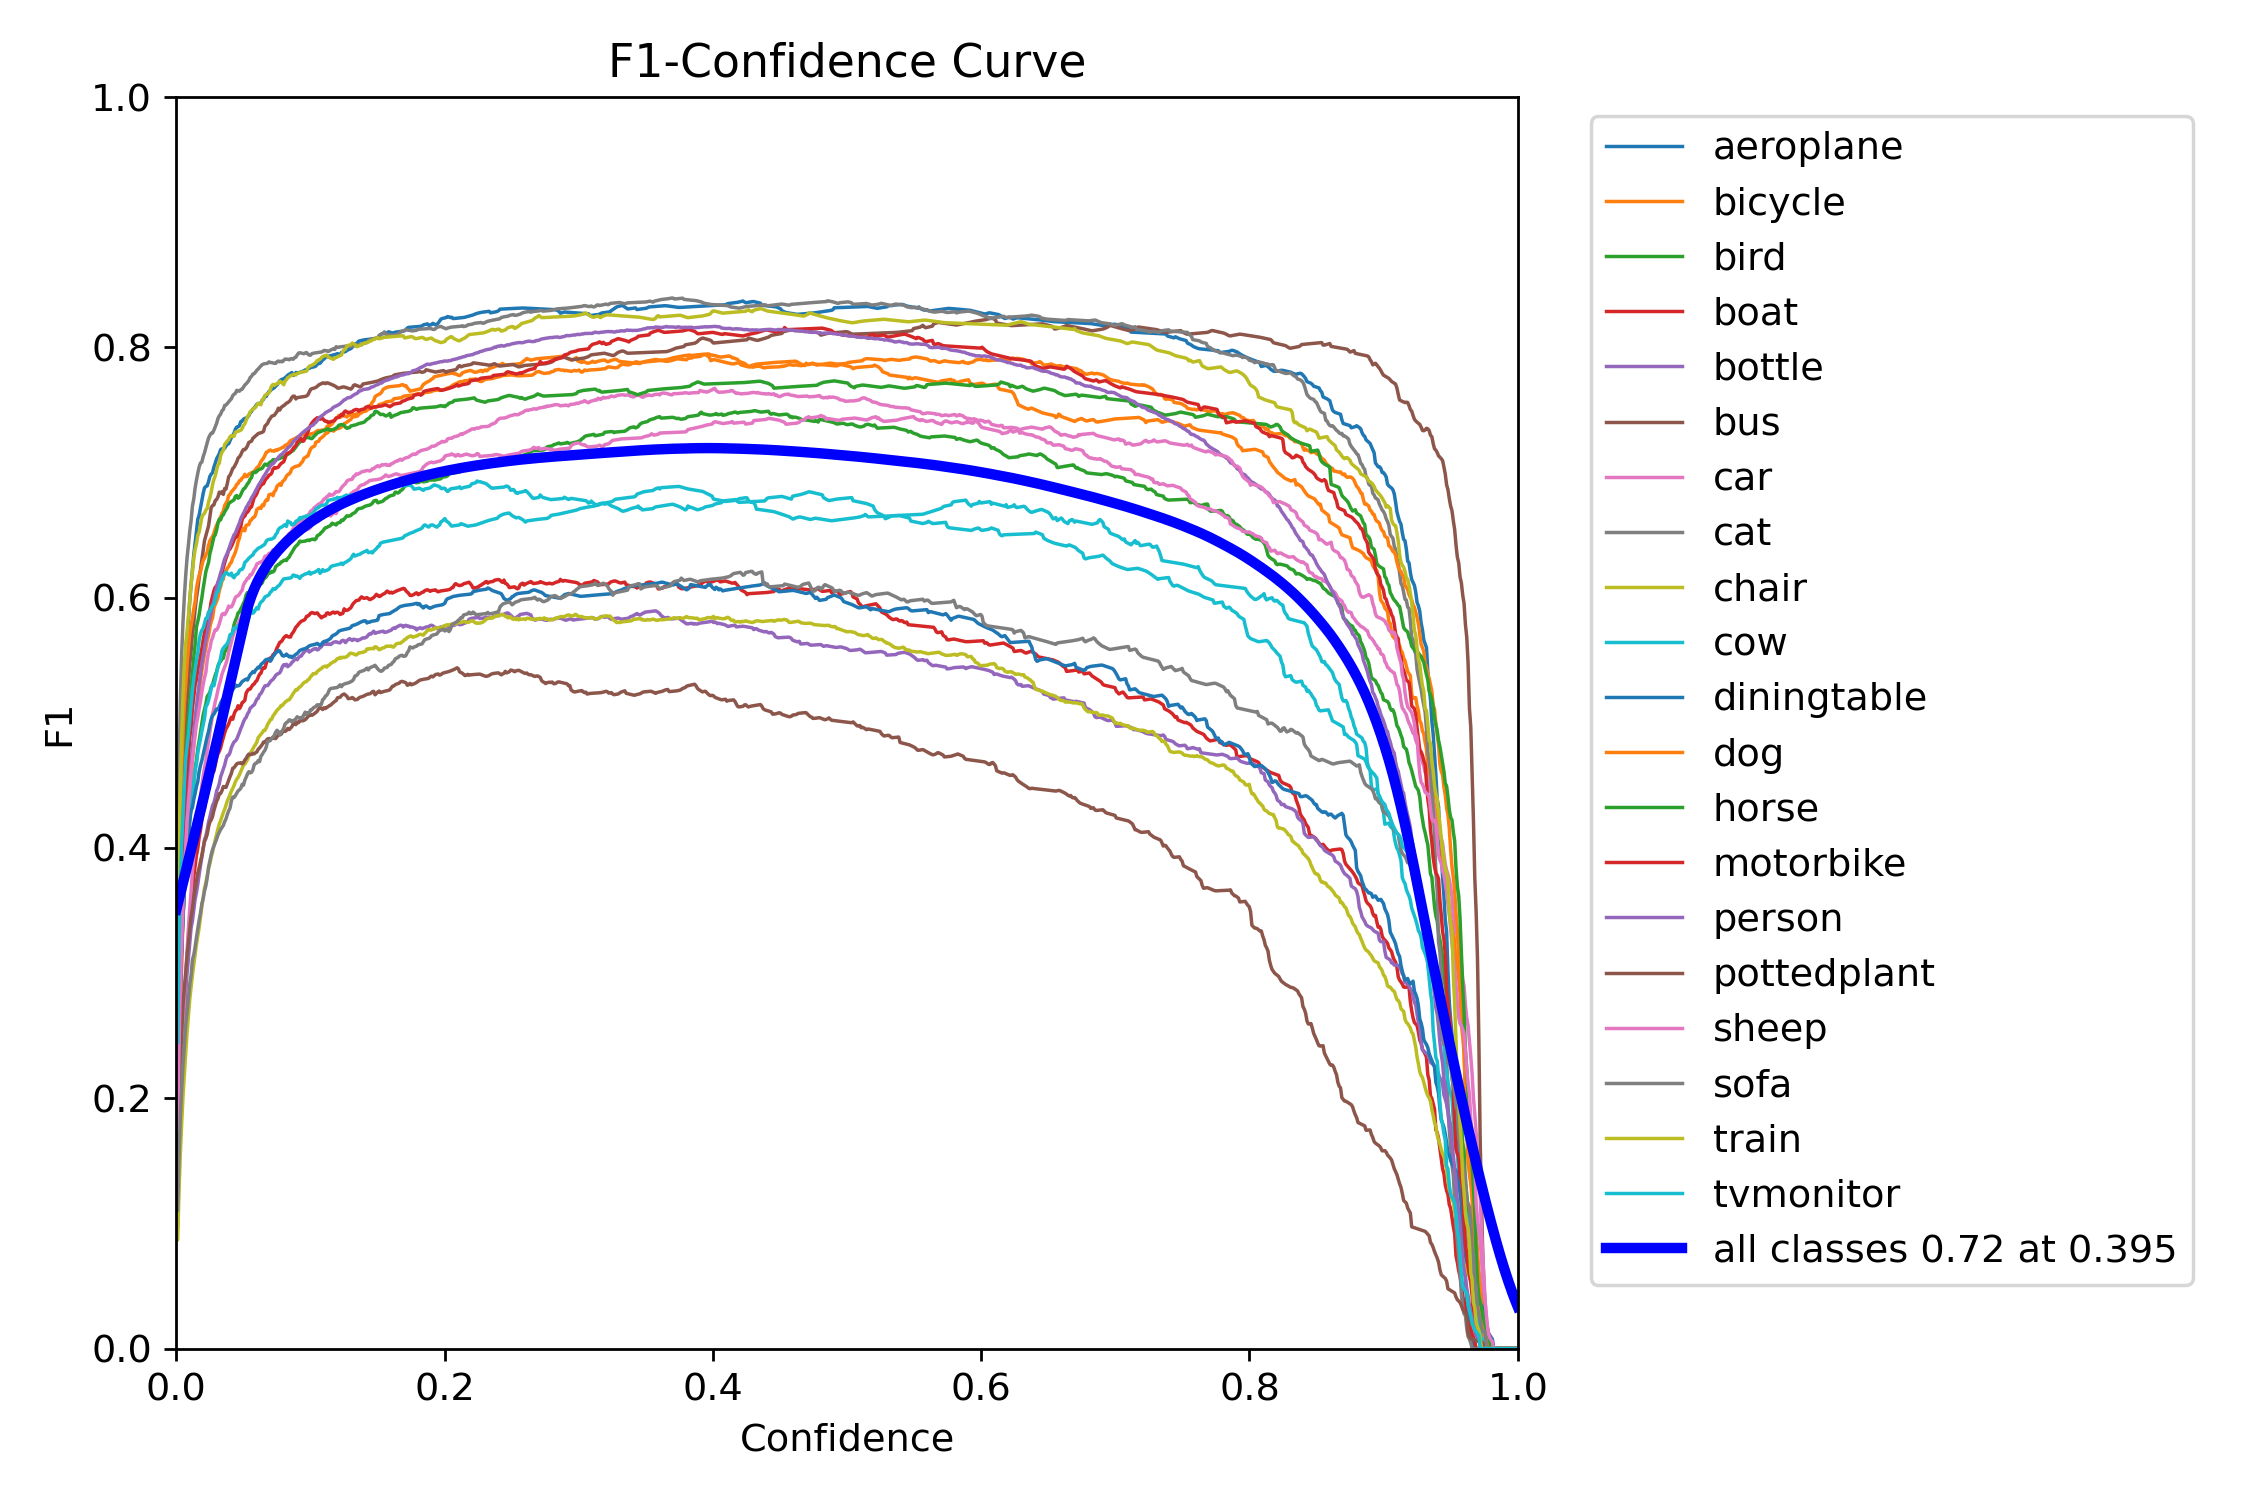 F1-Confidence Curve
1.0
0.8
0.6
0.4
0.2
0.0
F1
0.0 0.2 0.4 0.6 0.8 1.0
Confidence
aeroplane
bicycle
bird
boat
bottle
bus
car
cat
chair
cow
diningtable
dog
horse
motorbike
person
pottedplant
sheep
sofa
train
tvmonitor
all classes 0.72 at 0.395